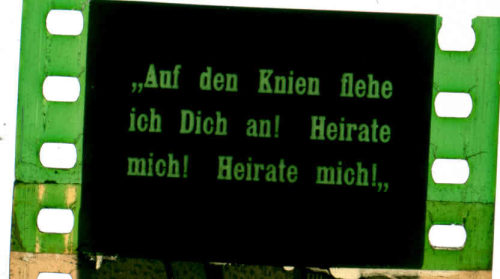 „Auf den Knien flehe
ich Dich an! Heirate
mich! Heirate mich!„